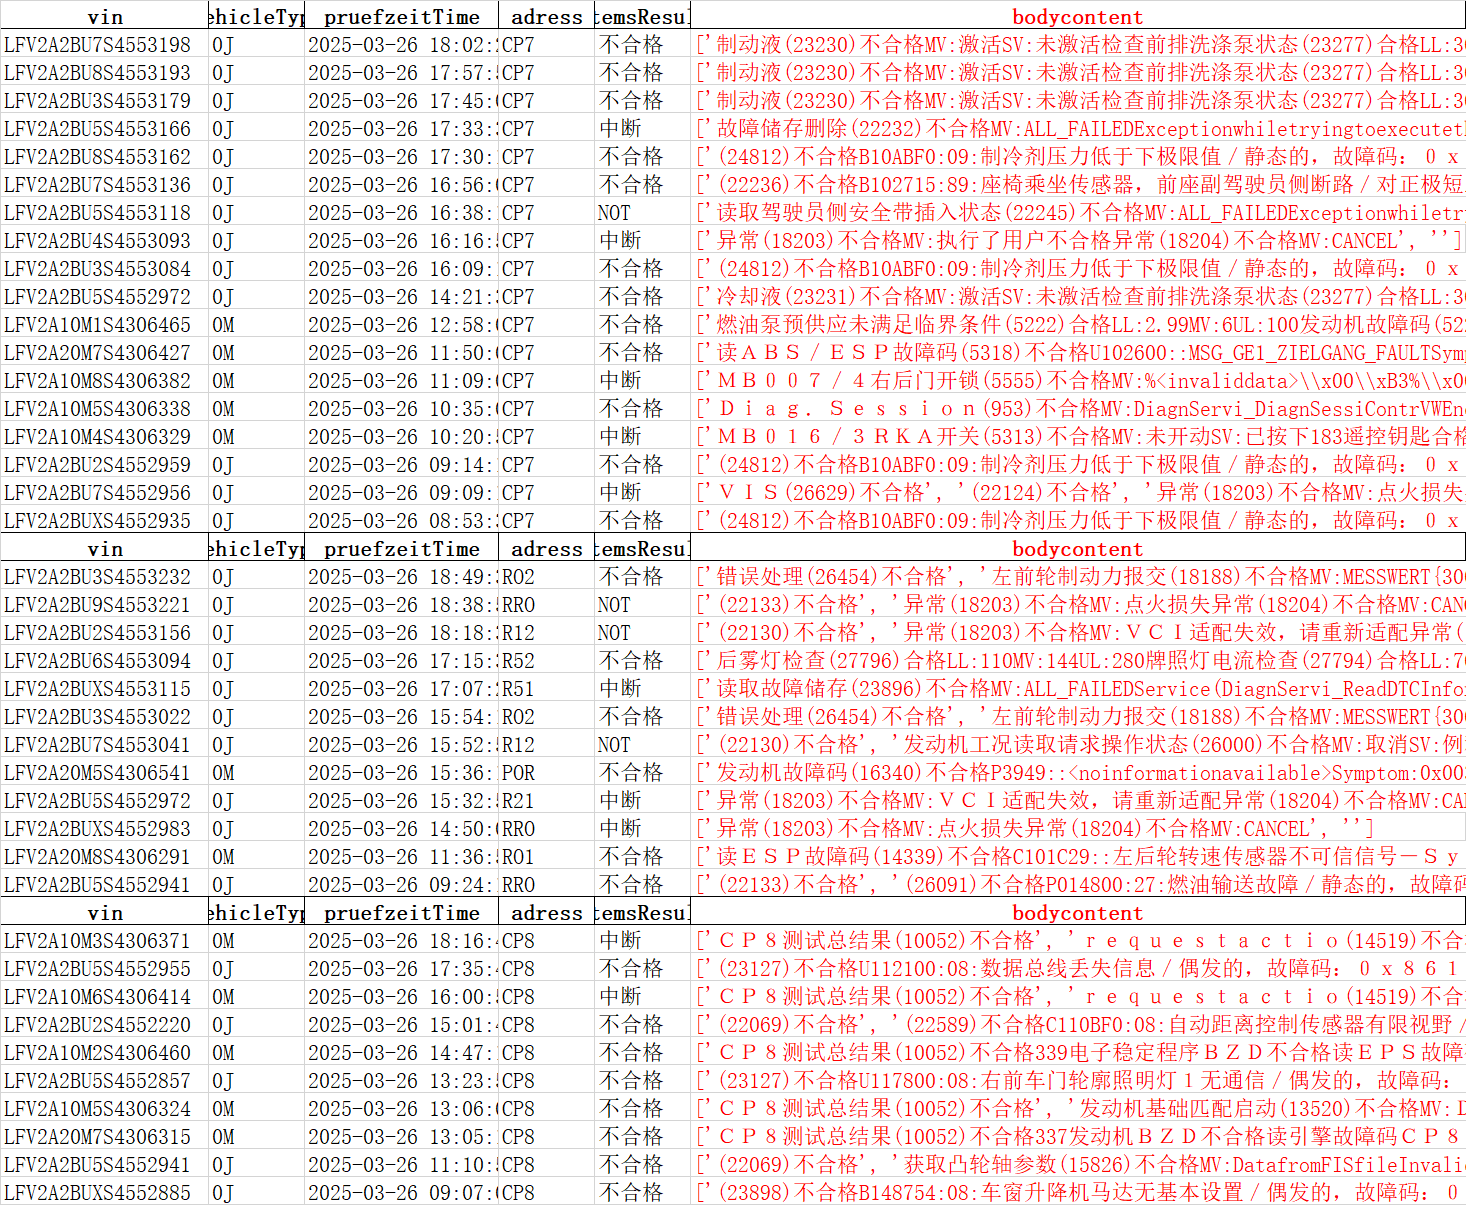 vin ehicleTyp pruefzeitTime adress temsResul bodycontent
LFV2A2BU7S4553198 0J 2025-03-26 18:02: CP7 不合格 ['制动液(23230)不合格MV:激活SV:未激活检查前排洗涤泵状态(23277)合格LL:30
LFV2A2BU8S4553193 0J 2025-03-26 17:57: CP7 不合格 ['制动液(23230)不合格MV:激活SV:未激活检查前排洗涤泵状态(23277)合格LL:30
LFV2A2BU3S4553179 0J 2025-03-26 17:45: CP7 不合格 ['制动液(23230)不合格MV:激活SV:未激活检查前排洗涤泵状态(23277)合格LL:30
LFV2A2BU5S4553166 0J 2025-03-26 17:33: CP7 中断 ['故障储存删除(22232)不合格MV:ALL_FAILEDExceptionwhiletryingtoexecutet
LFV2A2BU8S4553162 0J 2025-03-26 17:30: CP7 不合格 ['(24812)不合格B10ABF0:09:制冷剂压力低于下极限值／静态的，故障码：０ｘ
LFV2A2BU7S4553136 0J 2025-03-26 16:56: CP7 不合格 ['(22236)不合格B102715:89:座椅乘坐传感器，前座副驾驶员侧断路／对正极短
LFV2A2BU5S4553118 0J 2025-03-26 16:38: CP7 NOT ['读取驾驶员侧安全带插入状态(22245)不合格MV:ALL_FAILEDExceptionwhiletr
LFV2A2BU4S4553093 0J 2025-03-26 16:16: CP7 中断 ['异常(18203)不合格MV:执行了用户不合格异常(18204)不合格MV:CANCEL', '']
LFV2A2BU3S4553084 0J 2025-03-26 16:09: CP7 不合格 ['(24812)不合格B10ABF0:09:制冷剂压力低于下极限值／静态的，故障码：０ｘ
LFV2A2BU5S4552972 0J 2025-03-26 14:21: CP7 不合格 ['冷却液(23231)不合格MV:激活SV:未激活检查前排洗涤泵状态(23277)合格LL:30
LFV2A10M1S4306465 0M 2025-03-26 12:58: CP7 不合格 ['燃油泵预供应未满足临界条件(5222)合格LL:2.99MV:6UL:100发动机故障码(52
LFV2A20M7S4306427 0M 2025-03-26 11:50: CP7 不合格 ['读ＡＢＳ／ＥＳＰ故障码(5318)不合格U102600::MSG_GE1_ZIELGANG_FAULTSymp
LFV2A10M8S4306382 0M 2025-03-26 11:09: CP7 中断 ['ＭＢ００７／４右后门开锁(5555)不合格MV:%<invaliddata>\\x00\\xB3%\\x0
LFV2A10M5S4306338 0M 2025-03-26 10:35: CP7 不合格 ['Ｄｉａｇ．Ｓｅｓｓｉｏｎ(953)不合格MV:DiagnServi_DiagnSessiContrVWEn
LFV2A10M4S4306329 0M 2025-03-26 10:20: CP7 中断 ['ＭＢ０１６／３ＲＫＡ开关(5313)不合格MV:未开动SV:已按下183遥控钥匙合格
LFV2A2BU2S4552959 0J 2025-03-26 09:14: CP7 不合格 ['(24812)不合格B10ABF0:09:制冷剂压力低于下极限值／静态的，故障码：０ｘ
LFV2A2BU7S4552956 0J 2025-03-26 09:09: CP7 中断 ['ＶＩＳ(26629)不合格', '(22124)不合格', '异常(18203)不合格MV:点火损失
LFV2A2BUXS4552935 0J 2025-03-26 08:53: CP7 不合格 ['(24812)不合格B10ABF0:09:制冷剂压力低于下极限值／静态的，故障码：０ｘ
vin ehicleTyp pruefzeitTime adress temsResul bodycontent
LFV2A2BU3S4553232 0J 2025-03-26 18:49: RO2 不合格 ['错误处理(26454)不合格', '左前轮制动力报交(18188)不合格MV:MESSWERT{30
LFV2A2BU9S4553221 0J 2025-03-26 18:38: RRO NOT ['(22133)不合格', '异常(18203)不合格MV:点火损失异常(18204)不合格MV:CAN
LFV2A2BU2S4553156 0J 2025-03-26 18:18: R12 NOT ['(22130)不合格', '异常(18203)不合格MV:ＶＣＩ适配失效，请重新适配异常(
LFV2A2BU6S4553094 0J 2025-03-26 17:15: R52 不合格 ['后雾灯检查(27796)合格LL:110MV:144UL:280牌照灯电流检查(27794)合格LL:7
LFV2A2BUXS4553115 0J 2025-03-26 17:07: R51 中断 ['读取故障储存(23896)不合格MV:ALL_FAILEDService(DiagnServi_ReadDTCInfor
LFV2A2BU3S4553022 0J 2025-03-26 15:54: RO2 不合格 ['错误处理(26454)不合格', '左前轮制动力报交(18188)不合格MV:MESSWERT{30
LFV2A2BU7S4553041 0J 2025-03-26 15:52: R12 NOT ['(22130)不合格', '发动机工况读取请求操作状态(26000)不合格MV:取消SV:例
LFV2A20M5S4306541 0M 2025-03-26 15:36: POR 不合格 ['发动机故障码(16340)不合格P3949::<noinformationavailable>Symptom:0x00
LFV2A2BU5S4552972 0J 2025-03-26 15:32: R21 中断 ['异常(18203)不合格MV:ＶＣＩ适配失效，请重新适配异常(18204)不合格MV:CA
LFV2A2BUXS4552983 0J 2025-03-26 14:50: RRO 中断 ['异常(18203)不合格MV:点火损失异常(18204)不合格MV:CANCEL', '']
LFV2A20M8S4306291 0M 2025-03-26 11:36: RO1 不合格 ['读ＥＳＰ故障码(14339)不合格C101C29::左后轮转速传感器不可信信号－Ｓｙ
LFV2A2BU5S4552941 0J 2025-03-26 09:24: RRO 不合格 ['(22133)不合格', '(26091)不合格P014800:27:燃油输送故障／静态的，故障码
vin ehicleTyp pruefzeitTime adress temsResul bodycontent
LFV2A10M3S4306371 0M 2025-03-26 18:16: CP8 中断 ['ＣＰ８测试总结果(10052)不合格', 'ｒｅｑｕｅｓｔａｃｔｉｏ(14519)不合
LFV2A2BU5S4552955 0J 2025-03-26 17:35: CP8 不合格 ['(23127)不合格U112100:08:数据总线丢失信息／偶发的，故障码：０ｘ８６１
LFV2A10M6S4306414 0M 2025-03-26 16:00: CP8 中断 ['ＣＰ８测试总结果(10052)不合格', 'ｒｅｑｕｅｓｔａｃｔｉｏ(14519)不合
LFV2A2BU2S4552220 0J 2025-03-26 15:01: CP8 不合格 ['(22069)不合格', '(22589)不合格C110BF0:08:自动距离控制传感器有限视野／
LFV2A10M2S4306460 0M 2025-03-26 14:47: CP8 不合格 ['ＣＰ８测试总结果(10052)不合格339电子稳定程序ＢＺＤ不合格读ＥＰＳ故障
LFV2A2BU5S4552857 0J 2025-03-26 13:23: CP8 不合格 ['(23127)不合格U117800:08:右前车门轮廓照明灯１无通信／偶发的，故障码：
LFV2A10M5S4306324 0M 2025-03-26 13:06: CP8 不合格 ['ＣＰ８测试总结果(10052)不合格', '发动机基础匹配启动(13520)不合格MV:D
LFV2A20M7S4306315 0M 2025-03-26 13:05: CP8 不合格 ['ＣＰ８测试总结果(10052)不合格337发动机ＢＺＤ不合格读引擎故障码ＣＰ８
LFV2A2BU5S4552941 0J 2025-03-26 11:10: CP8 不合格 ['(22069)不合格', '获取凸轮轴参数(15826)不合格MV:DatafromFISfileInvali
LFV2A2BUXS4552885 0J 2025-03-26 09:07: CP8 不合格 ['(23898)不合格B148754:08:车窗升降机马达无基本设置／偶发的，故障码：０